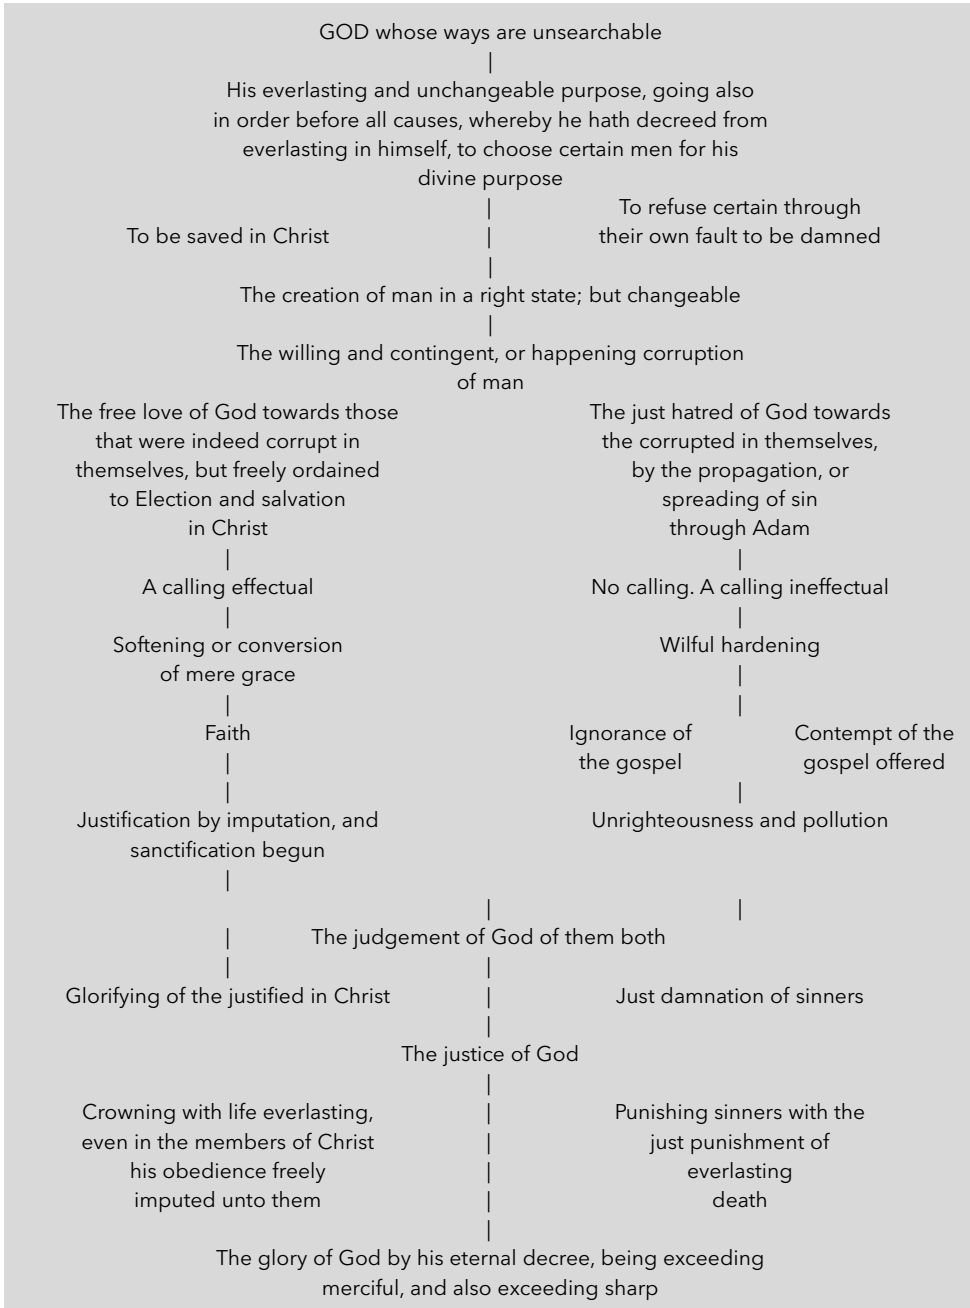 GOD whose ways are unsearchable
|
His everlasting and unchangeable purpose, going also
in order before all causes, whereby he hath decreed from
everlasting in himself, to choose certain men for his
divine purpose
To be saved in Christ
To refuse certain through
their own fault to be damned
The creation of man in a right state; but changeable
The willing and contingent, or happening corruption
of man
The free love of God towards those
that were indeed corrupt in
themselves, but freely ordained
to Election and salvation
in Christ
The just hatred of God towards
the corrupted in themselves,
by the propagation, or
spreading of sin
through Adam
A calling effectual
No calling. A calling ineffectual
Softening or conversion
of mere grace
Wilful hardening
Faith
Ignorance of
the gospel
Contempt of the
gospel offered
Justification by imputation, and
sanctification begun
Unrighteousness and pollution
The judgement of God of them both
Glorifying of the justified in Christ
Just damnation of sinners
The justice of God
Crowning with life everlasting,
even in the members of Christ
his obedience freely
imputed unto them
Punishing sinners with the
just punishment of
everlasting
death
The glory of God by his eternal decree, being exceeding
merciful, and also exceeding sharp